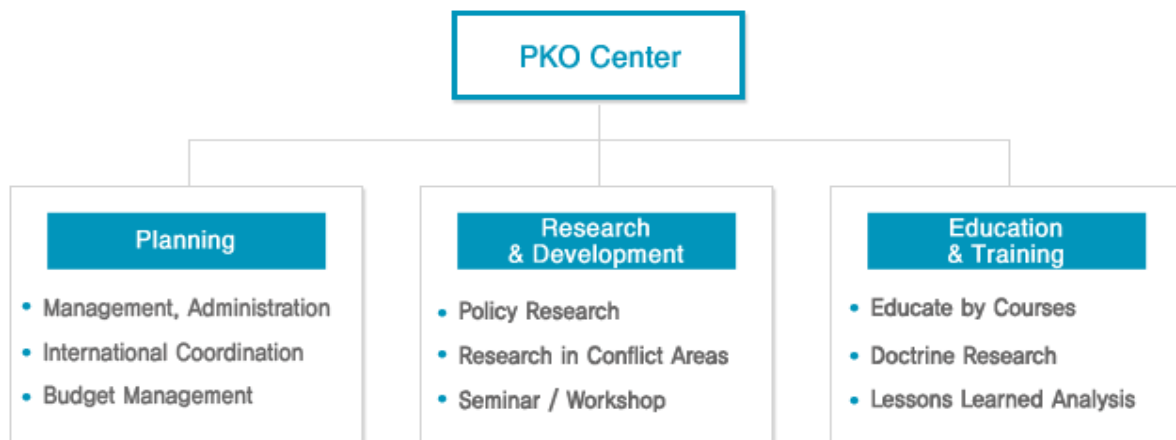 PKO Center
Planning
• Management, Administration
• International Coordination
• Budget Management
Research
& Development
• Policy Research
• Research in Conflict Areas
• Seminar / Workshop
Education
& Training
• Educate by Courses
• Doctrine Research
• Lessons Learned Analysis